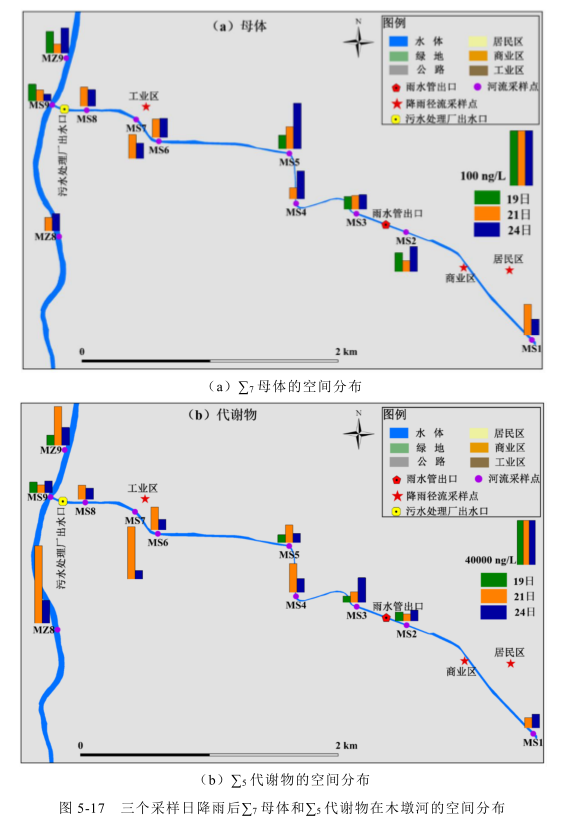 (a) 母体
N
图例
水 体
居民区
绿 地
商业区
公 路
工业区
雨水管出口
河流采样点
降雨径流采样点
污水处理厂出水口
100 ng/L
19日
21日
24日
MZ9
MS9
MS8
工业区
MS7
MS6
污水处理厂出水口
MS5
MS4
MS3
雨水管出口
MS2
MZ8
商业区
居民区
MS1
0
2 km
（a）∑7母体的空间分布
(b) 代谢物
N
图例
水 体
居民区
绿 地
商业区
公 路
工业区
雨水管出口
河流采样点
降雨径流采样点
污水处理厂出水口
40000 ng/L
19日
21日
24日
MZ9
MS9
MS8
工业区
MS7
MS6
污水处理厂出水口
MS5
MS4
MS3
雨水管出口
MS2
MZ8
商业区
居民区
MS1
0
2 km
（b）∑5代谢物的空间分布
图 5-17 三个采样日降雨后∑7母体和∑5代谢物在木墩河的空间分布